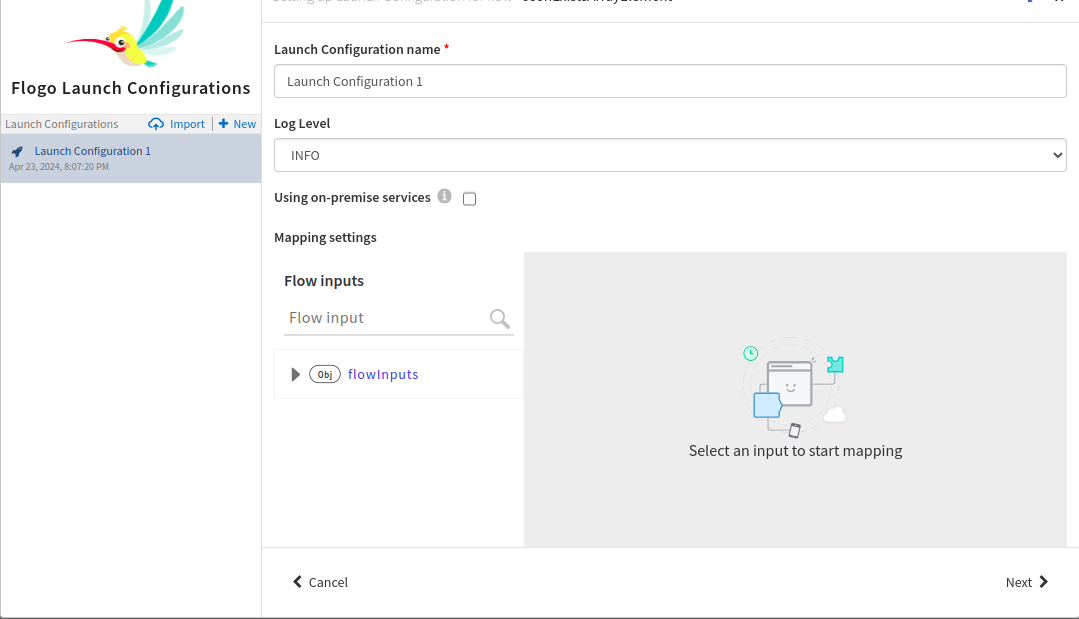 Flogo Launch Configurations
Launch Configurations Import New
Launch Configuration 1
Apr 23, 2024, 8:07:20 PM
Launch Configuration name *
Launch Configuration 1
Log Level
INFO
Using on-premise services
Mapping settings
Flow inputs
Flow input
Obj flowInputs
Select an input to start mapping
Cancel
Next